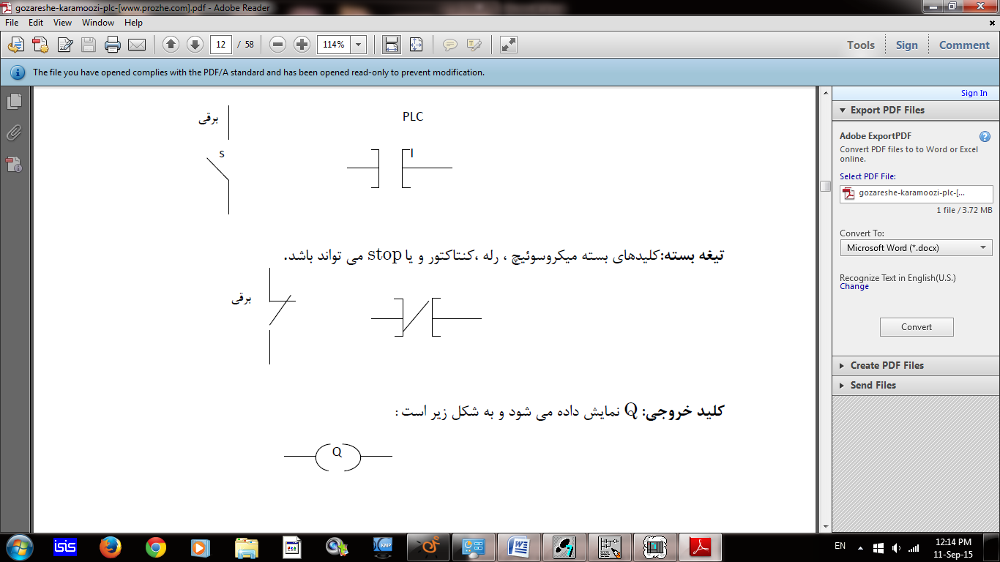 gozareshe-karamoozi-plc-[www.prozhe.com].pdf - Adobe Reader
File Edit View Window Help
12 / 58 114% Tools Sign Comment
The file you have opened complies with the PDF/A standard and has been opened read-only to prevent modification.
برقی
PLC
s
I
تیغه بسته:کلیدهای بسته میکروسوئیچ ، رله ،کنتاکتور و یا stop می تواند باشد.
برقی
کلید خروجی: Q نمایش داده می شود و به شکل زیر است :
Q
Sign In
Export PDF Files
Adobe ExportPDF
Convert PDF files to to Word or Excel
online.
Select PDF File:
gozareshe-karamoozi-plc-[...
1 file / 3.72 MB
Convert To:
Microsoft Word (*.docx)
Recognize Text in English(U.S.)
Change
Convert
Create PDF Files
Send Files
isis
KMP
EN
12:14 PM
11-Sep-15